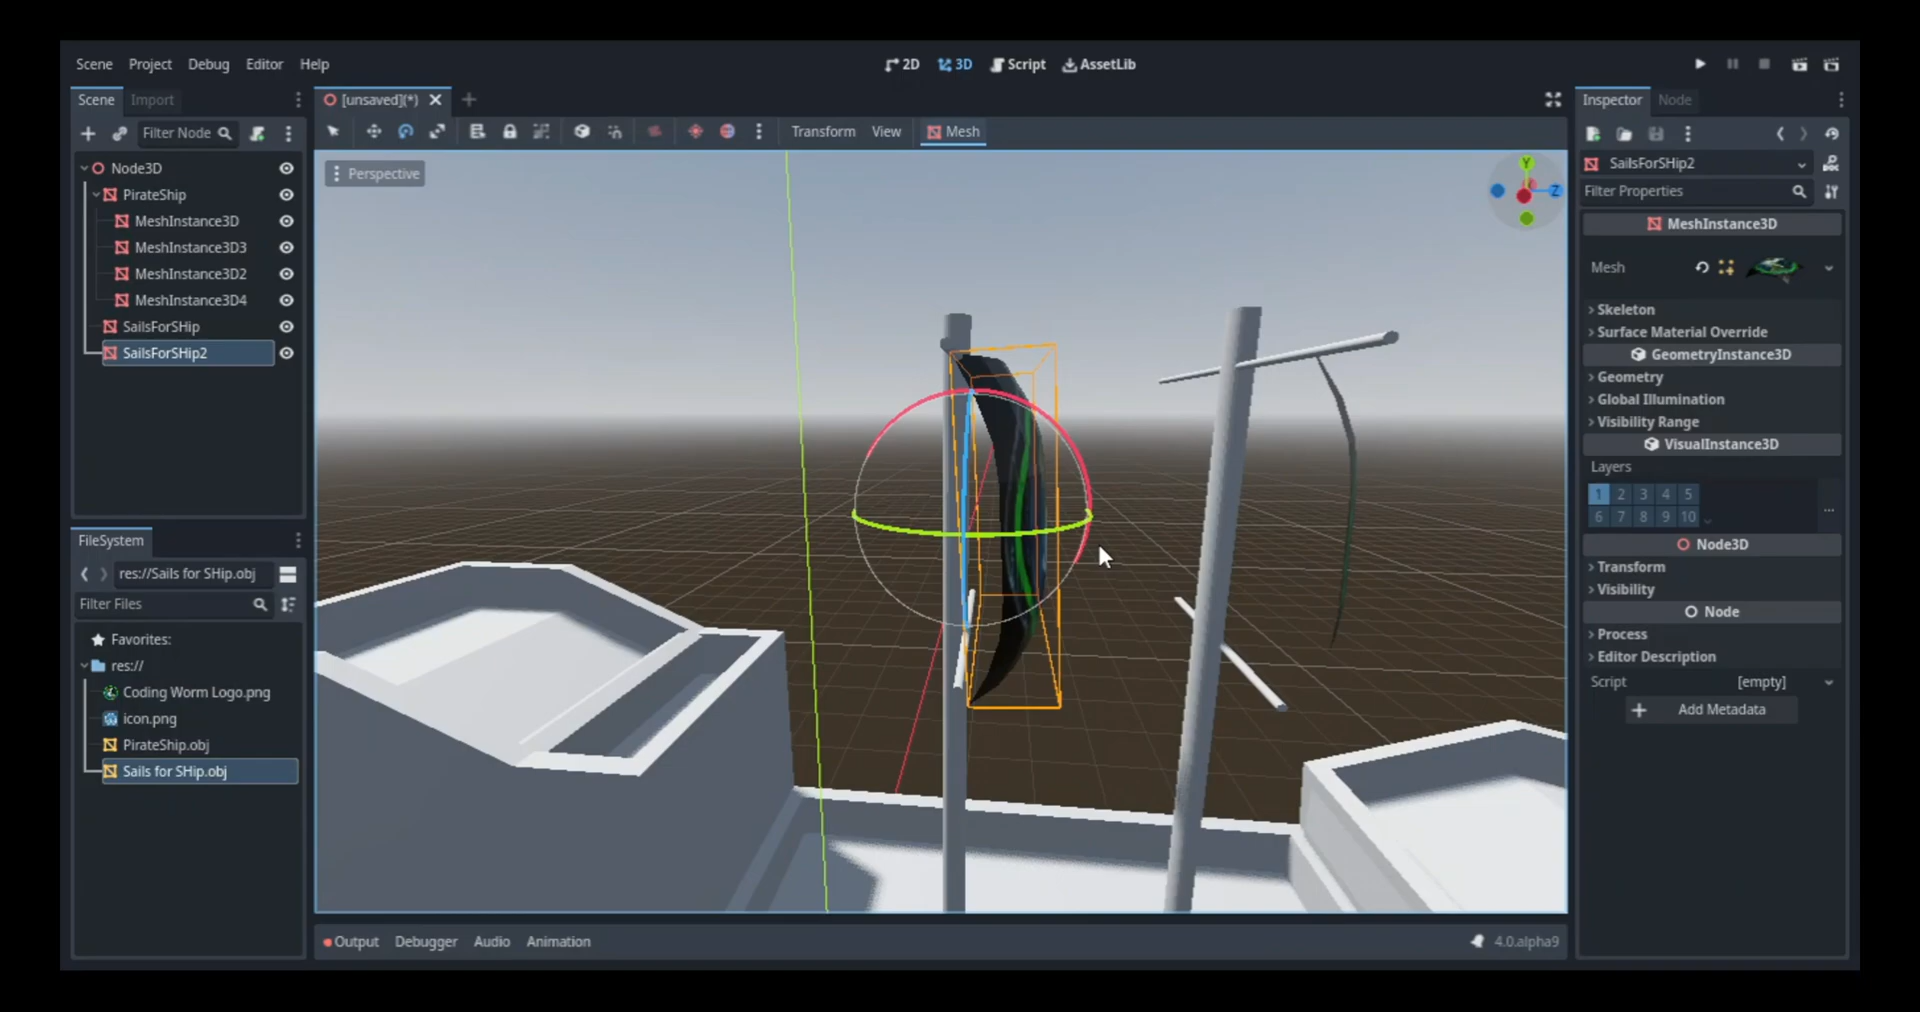 Scene Project Debug Editor Help
2D 3D Script AssetLib
Scene Import
Filter Node
Node3D
PirateShip
MeshInstance3D
MeshInstance3D3
MeshInstance3D2
MeshInstance3D4
SailsForSHip
SailsForSHip2
FileSystem
res://Sails for SHip.obj
Filter Files
Favorites:
res://
Coding Worm Logo.png
icon.png
PirateShip.obj
Sails for SHip.obj
[unsaved](*)
Transform View Mesh
Perspective
Y
Z
Output Debugger Audio Animation
4.0.alpha9
Inspector Node
SailsForSHip2
Filter Properties
MeshInstance3D
Mesh
Skeleton
Surface Material Override
GeometryInstance3D
Geometry
Global Illumination
Visibility Range
VisualInstance3D
Layers
1 2 3 4 5
6 7 8 9 10
...
Node3D
Transform
Visibility
Node
Process
Editor Description
Script [empty]
Add Metadata